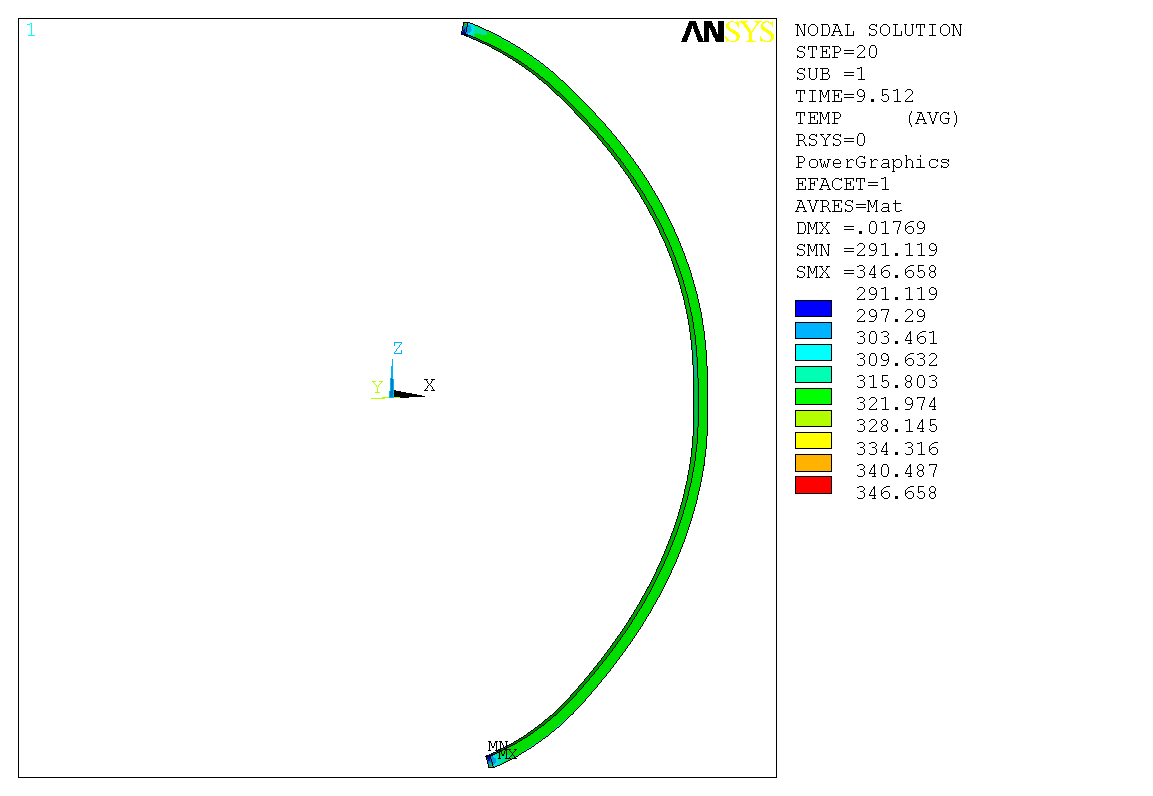 1
ANSYS
NODAL SOLUTION
STEP=20
SUB =1
TIME=9.512
TEMP (AVG)
RSYS=0
PowerGraphics
EFACET=1
AVRES=Mat
DMX =.01769
SMN =291.119
SMX =346.658
291.119
297.29
303.461
309.632
315.803
321.974
328.145
334.316
340.487
346.658
Z
Y
X
MN
MX